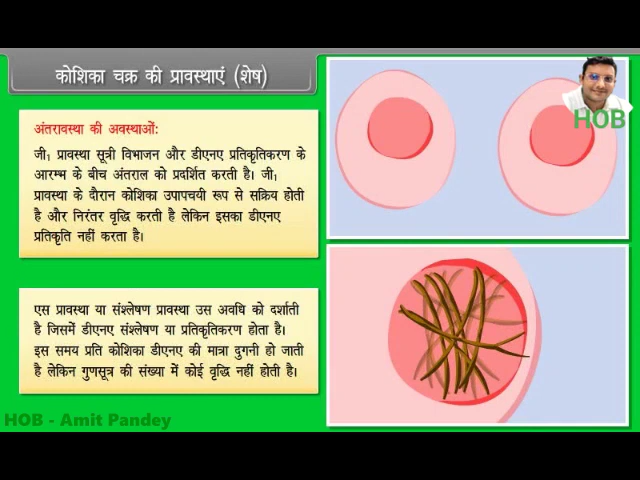 कोशिका चक्र की प्रावस्थाएं (शेष)
HOB
अंतरावस्था की अवस्थाओं:
जी₁ प्रावस्था सूत्री विभाजन और डीएनए प्रतिकृतिकरण के
आरम्भ के बीच अंतराल को प्रदर्शित करती है। जी₁
प्रावस्था के दौरान कोशिका उपापचयी रूप से सक्रिय होती
है और निरंतर वृद्धि करती है लेकिन इसका डीएनए
प्रतिकृति नहीं करता है।
एस प्रावस्था या संश्लेषण प्रावस्था उस अवधि को दर्शाती
है जिसमें डीएनए संश्लेषण या प्रतिकृतिकरण होता है।
इस समय प्रति कोशिका डीएनए की मात्रा दुगनी हो जाती
है लेकिन गुणसूत्र की संख्या में कोई वृद्धि नहीं होती है।
HOB - Amit Pandey